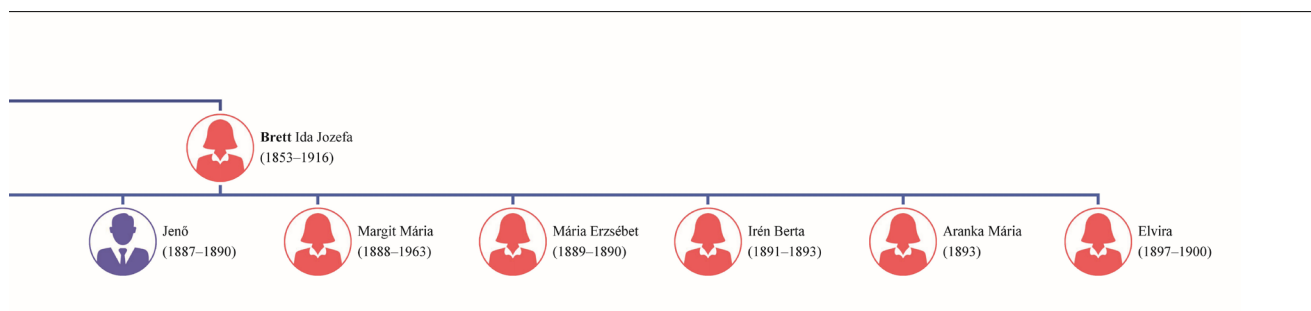 Brett Ida Jozefa
(1853–1916)
Jenő
(1887–1890)
Margit Mária
(1888–1963)
Mária Erzsébet
(1889–1890)
Irén Berta
(1891–1893)
Aranka Mária
(1893)
Elvira
(1897–1900)